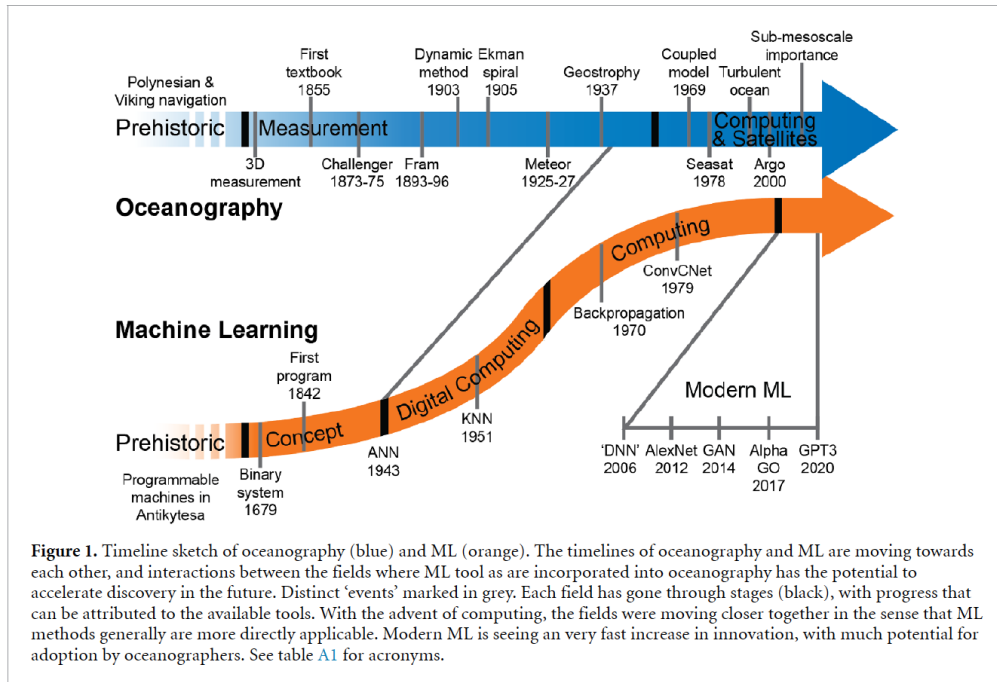 Polynesian &
Viking navigation
First
textbook
1855
Dynamic
method
1903
Ekman
spiral
1905
Geostrophy
1937
Coupled
model
1969
Turbulent
ocean
Sub-mesoscale
importance
Prehistoric
Measurement
Computing
& Satellites
3D
measurement
Challenger
1873-75
Fram
1893-96
Meteor
1925-27
Seasat
1978
Argo
2000
Oceanography
Machine Learning
Prehistoric
Concept
Digital Computing
Computing
Programmable
machines in
Antikytesa
Binary
system
1679
First
program
1842
ANN
1943
KNN
1951
Backpropagation
1970
ConvCNet
1979
Modern ML
'DNN'
2006
AlexNet
2012
GAN
2014
Alpha
GO
2017
GPT3
2020
Figure 1. Timeline sketch of oceanography (blue) and ML (orange). The timelines of oceanography and ML are moving towards
each other, and interactions between the fields where ML tool as are incorporated into oceanography has the potential to
accelerate discovery in the future. Distinct 'events' marked in grey. Each field has gone through stages (black), with progress that
can be attributed to the available tools. With the advent of computing, the fields were moving closer together in the sense that ML
methods generally are more directly applicable. Modern ML is seeing an very fast increase in innovation, with much potential for
adoption by oceanographers. See table A1 for acronyms.